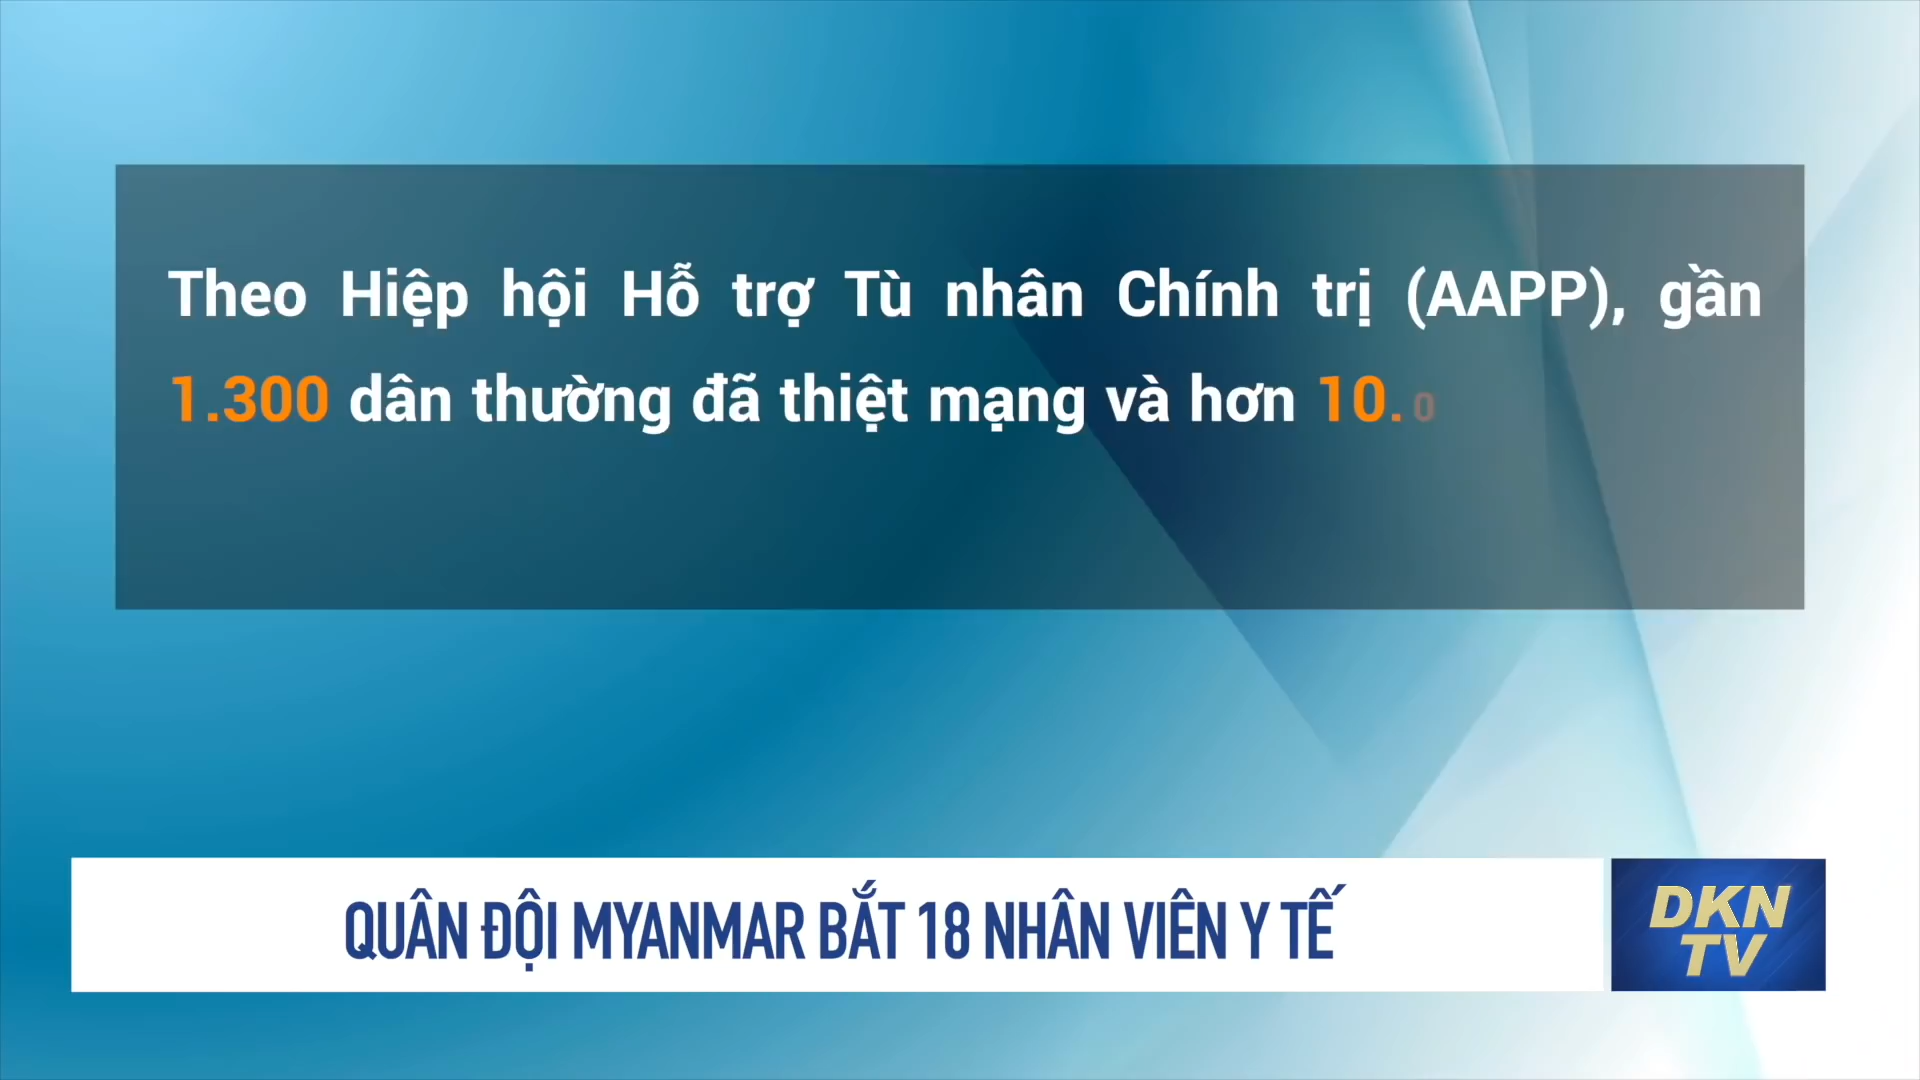 Theo Hiệp hội Hỗ trợ Tù nhân Chính trị (AAPP), gần
1.300 dân thường đã thiệt mạng và hơn 10.0
QUÂN ĐỘI MYANMAR BẮT 18 NHÂN VIÊN Y TẾ
DKN
TV